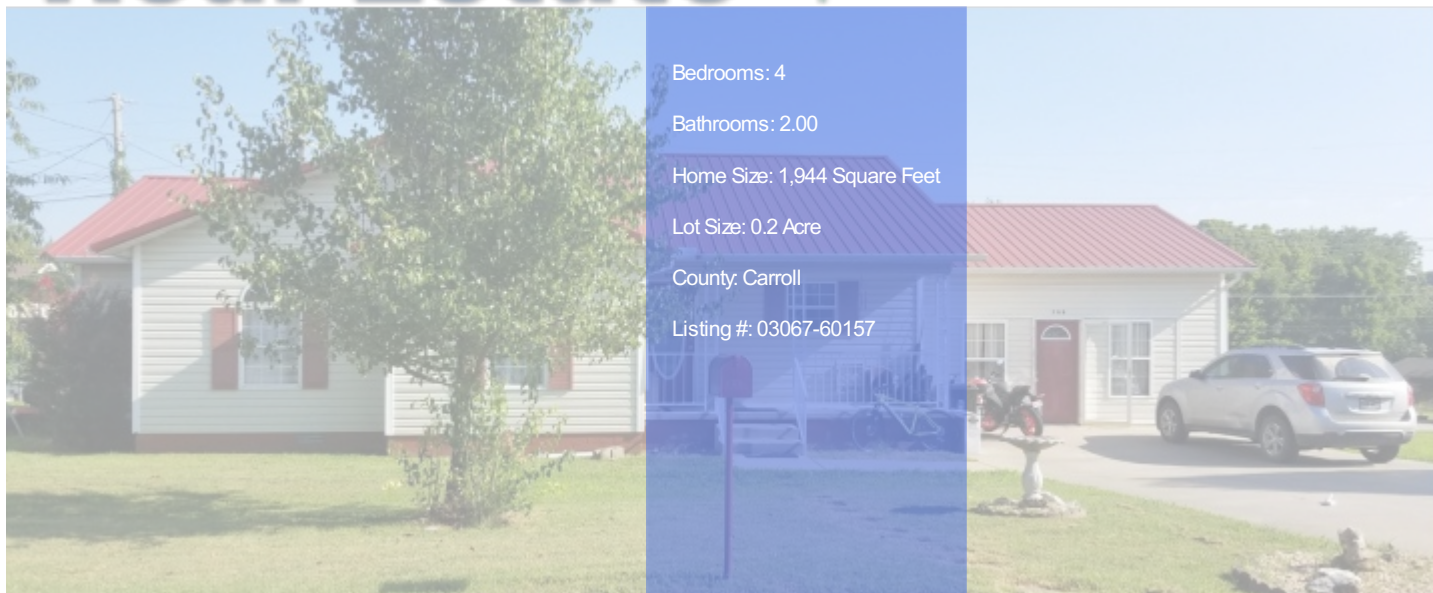 Bedrooms: 4
Bathrooms: 2.00
Home Size: 1,944 Square Feet
Lot Size: 0.2 Acre
County: Carroll
Listing #: 03067-60157